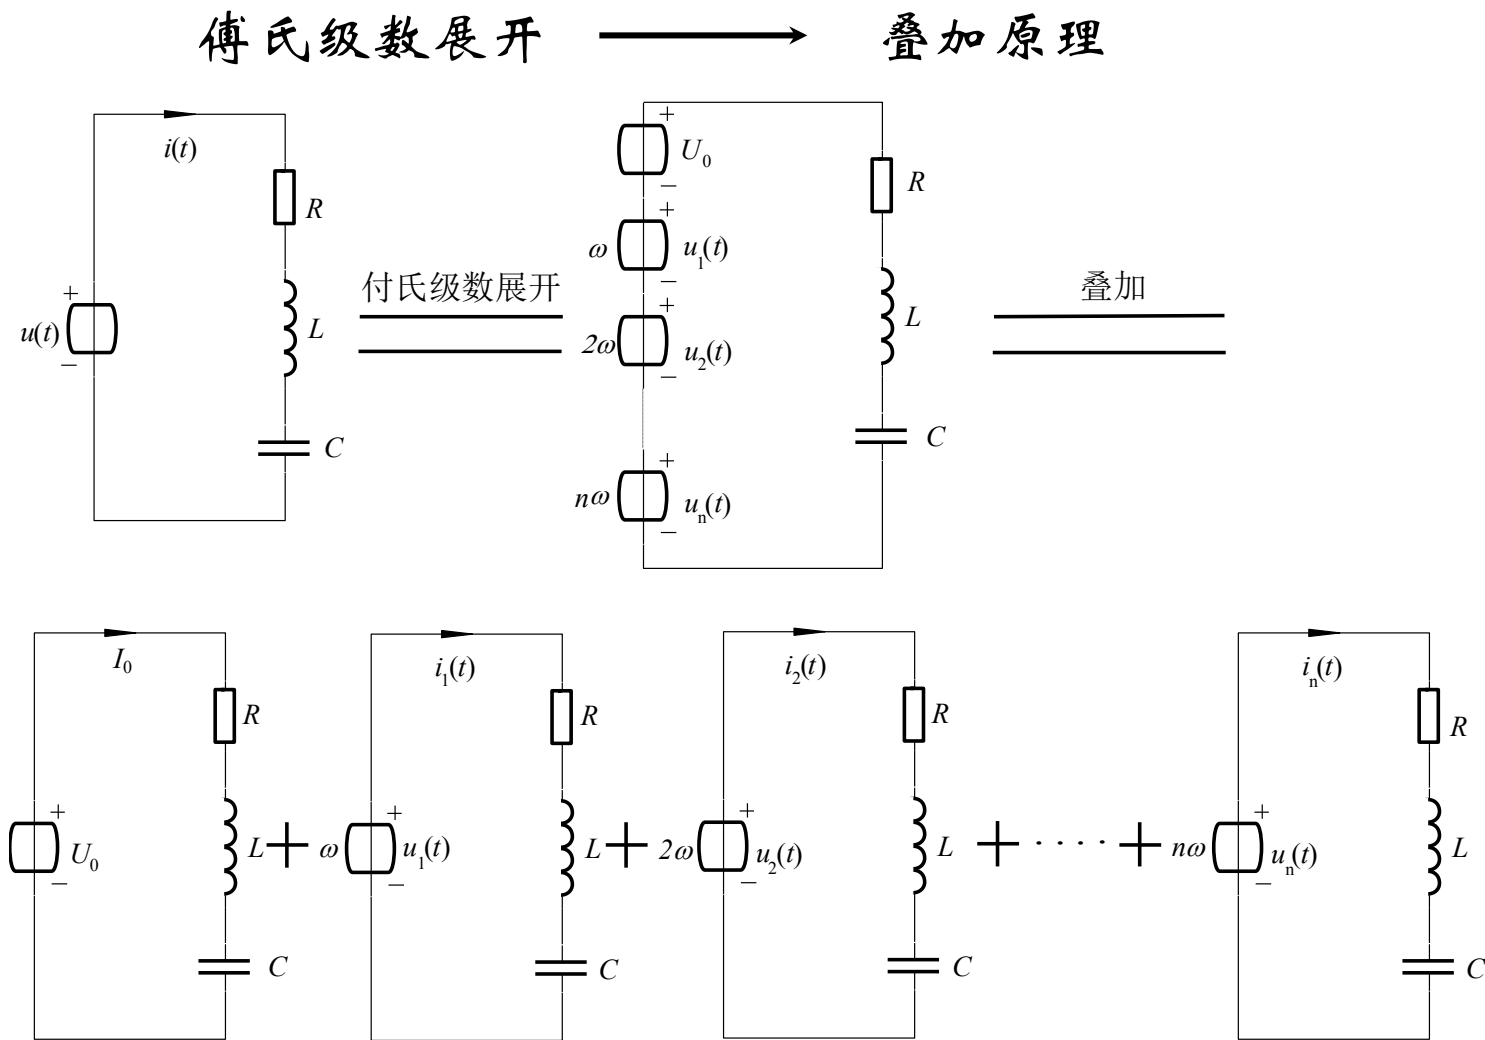 傅氏级数展开 叠加原理
i(t)
R
+
u(t)
−
L
C
付氏级数展开
+
U₀
−
+
ω u₁(t)
−
+
2ω u₂(t)
−
+
nω uₙ(t)
−
R
L
C
叠加
I₀
R
+
U₀
−
L
C
+
i₁(t)
R
+
ω u₁(t)
−
L
C
+
i₂(t)
R
+
2ω u₂(t)
−
L
C
+ ····· +
iₙ(t)
R
+
nω uₙ(t)
−
L
C